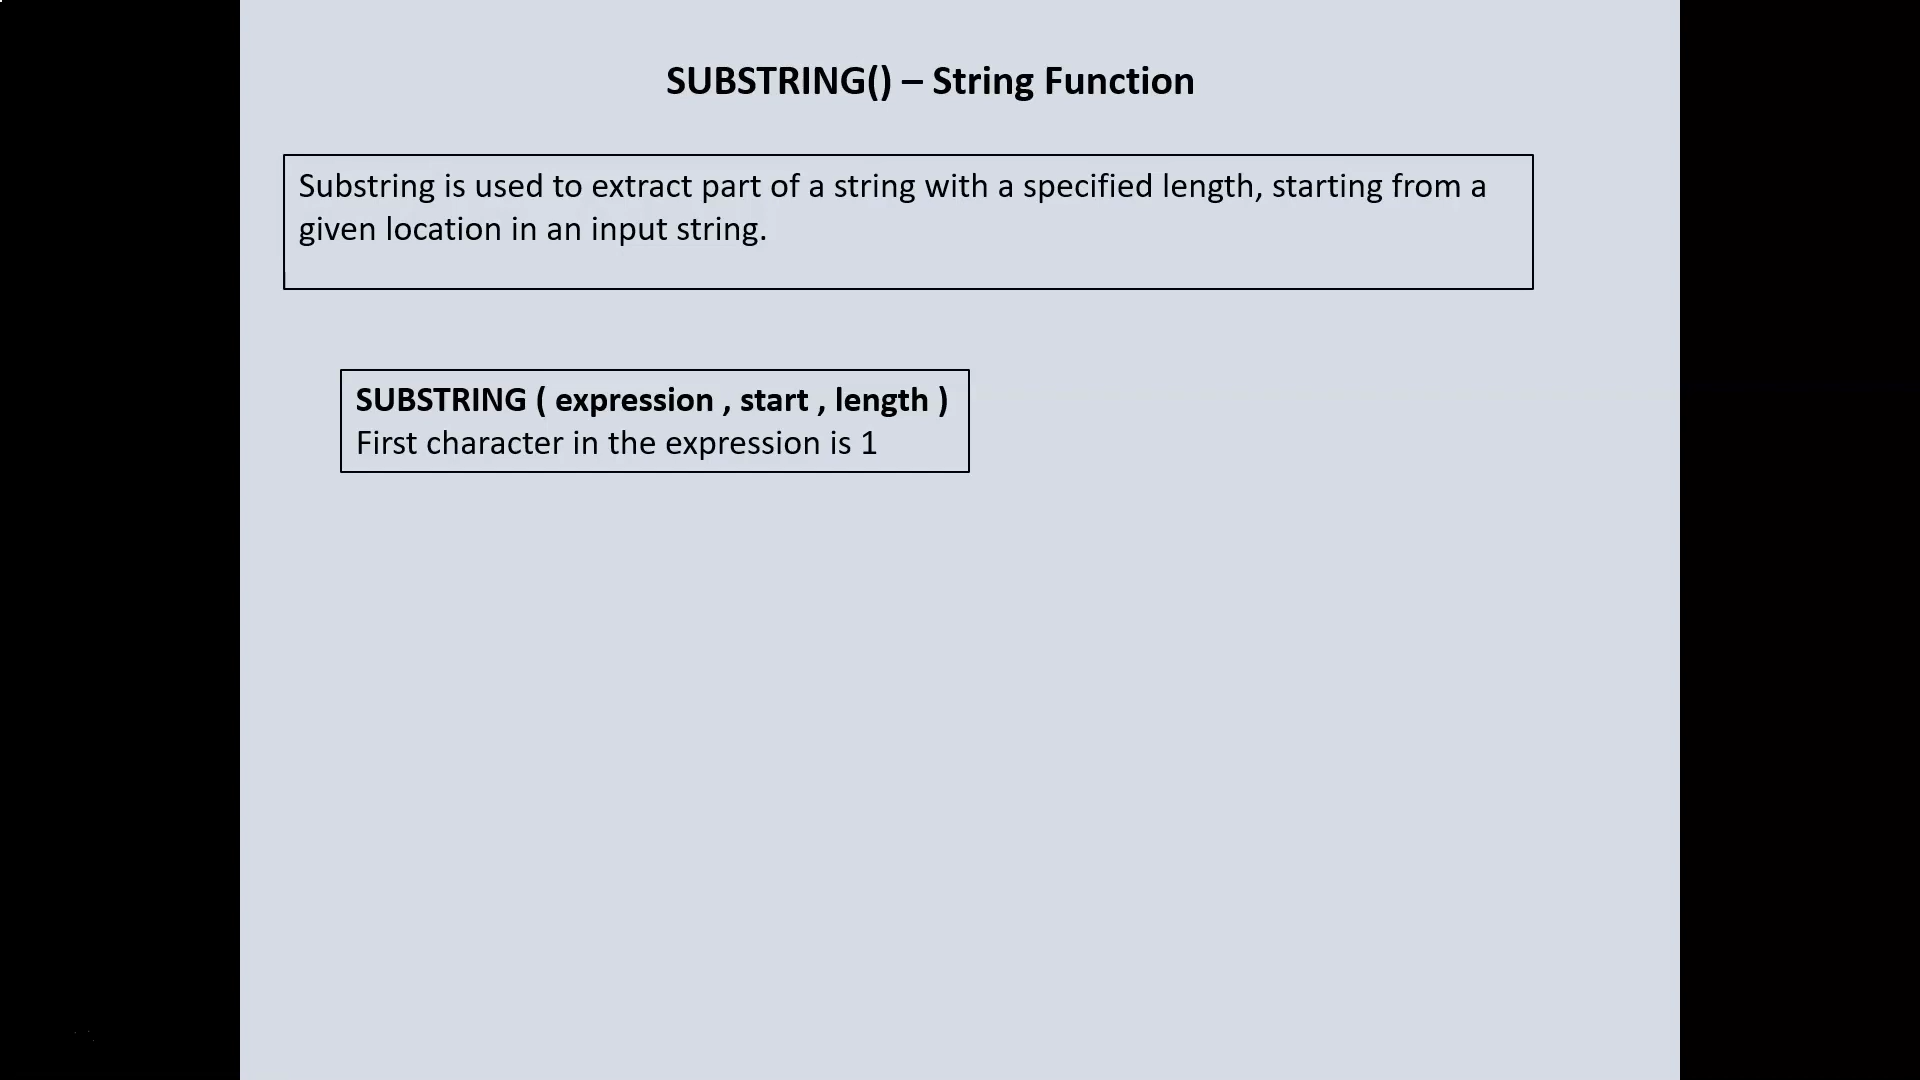 SUBSTRING() – String Function
Substring is used to extract part of a string with a specified length, starting from a
given location in an input string.
SUBSTRING ( expression , start , length )
First character in the expression is 1